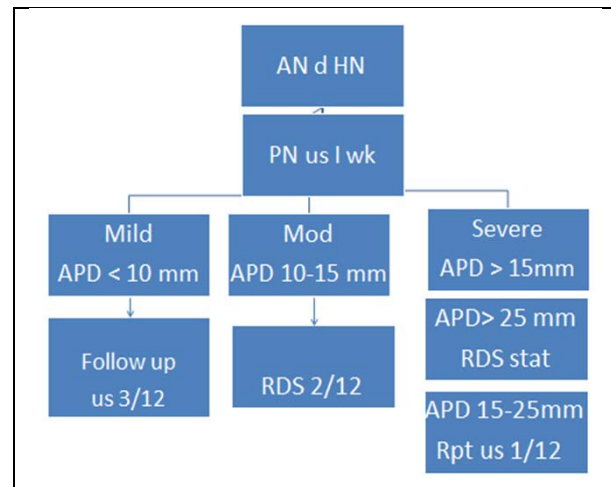 AN d HN
PN us I wk
Mild
APD < 10 mm
Mod
APD 10-15 mm
Severe
APD > 15mm
Follow up
us 3/12
RDS 2/12
APD> 25 mm
RDS stat
APD 15-25mm
Rpt us 1/12